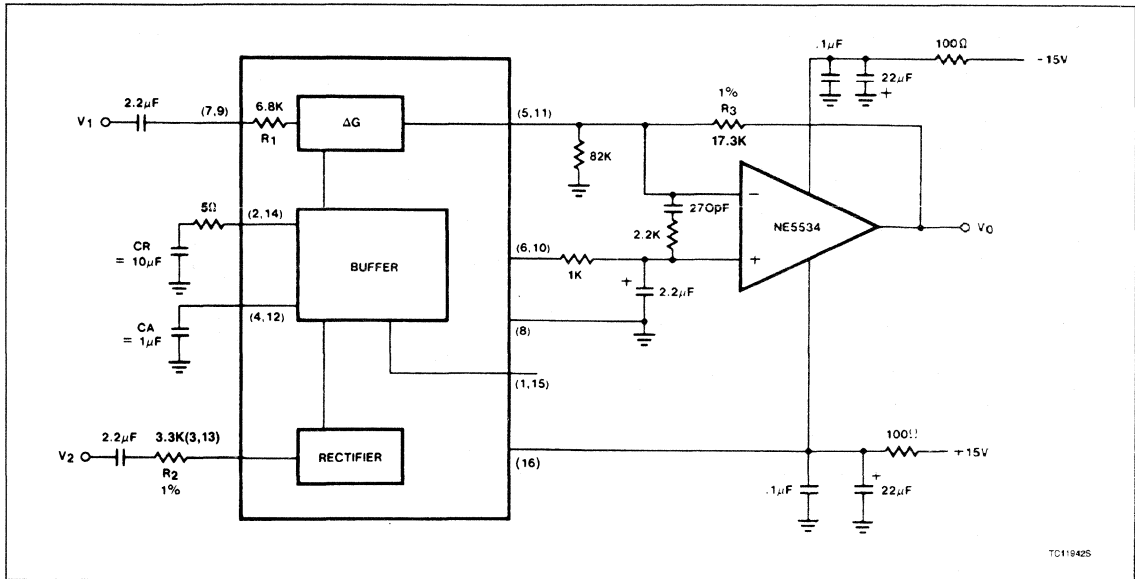 .1µF
100Ω
-15V
22µF
+
2.2µF
(7,9)
6.8K
R1
ΔG
(5,11)
1%
R3
17.3K
V1
82K
270pF
2.2K
−
+
NE5534
V0
5Ω
(2,14)
CR
= 10µF
BUFFER
(6,10)
1K
+
2.2µF
(4,12)
CA
= 1µF
(8)
(1,15)
2.2µF
3.3K(3,13)
V2
R2
1%
RECTIFIER
(16)
100Ω
+15V
.1µF
+
22µF
TC11942S